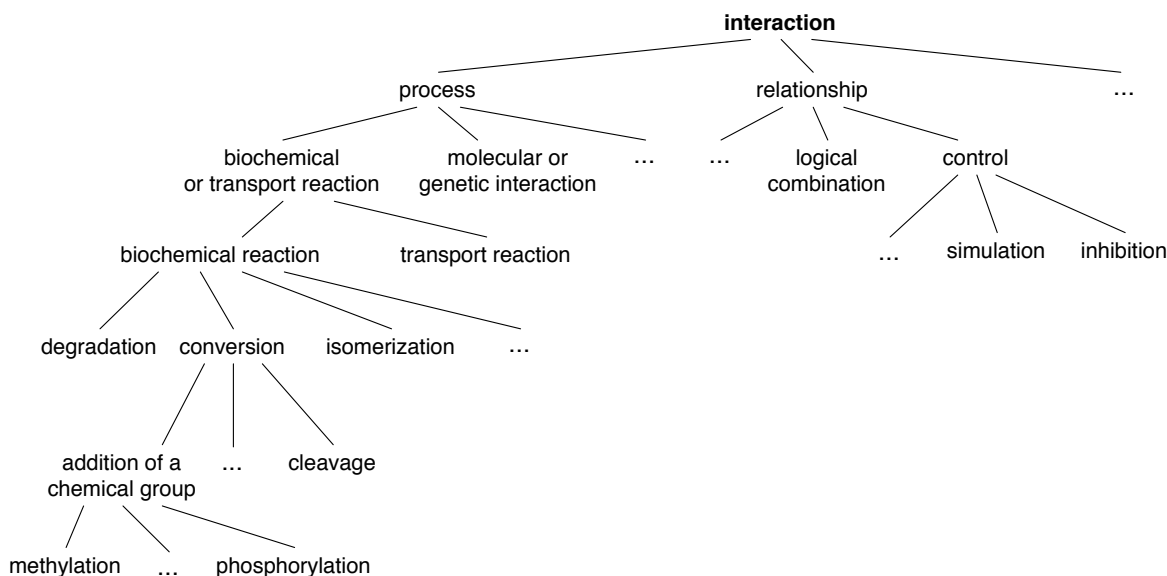 interaction
process
relationship
...
biochemical
or transport reaction
molecular or
genetic interaction
...
...
logical
combination
control
biochemical reaction
transport reaction
...
simulation
inhibition
degradation
conversion
isomerization
...
addition of a
chemical group
...
cleavage
methylation
...
phosphorylation